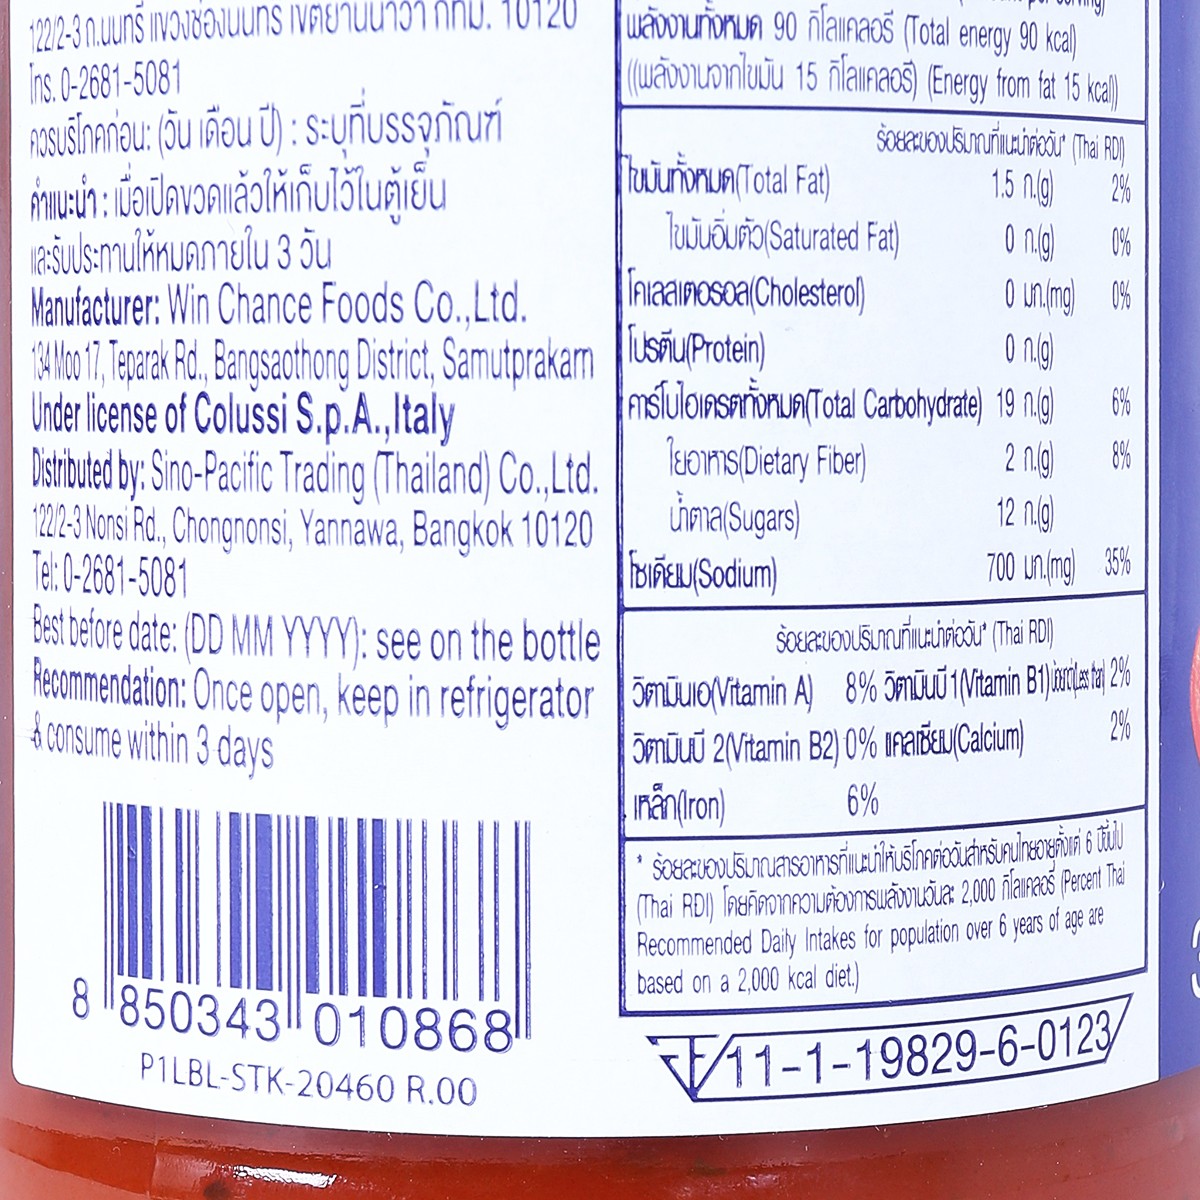 122/2-3 ถ.นนทรี แขวงช่องนนทรี เขตยานนาวา กทม. 10120
โทร. 0-2681-5081
ควรบริโภคก่อน: (วัน เดือน ปี) : ระบุที่บรรจุภัณฑ์
คำแนะนำ : เมื่อเปิดขวดแล้วให้เก็บไว้ในตู้เย็น
และรับประทานให้หมดภายใน 3 วัน
Manufacturer: Win Chance Foods Co.,Ltd.
134 Moo 17, Teparak Rd., Bangsaothong District, Samutprakarn
Under license of Colussi S.p.A.,Italy
Distributed by: Sino-Pacific Trading (Thailand) Co.,Ltd.
122/2-3 Nonsi Rd., Chongnonsi, Yannawa, Bangkok 10120
Tel: 0-2681-5081
Best before date: (DD MM YYYY): see on the bottle
Recommendation: Once open, keep in refrigerator
& consume within 3 days
8 850343 010868
P1LBL-STK-20460 R.00
พลังงานทั้งหมด 90 กิโลแคลอรี (Total energy 90 kcal)
((พลังงานจากไขมัน 15 กิโลแคลอรี) (Energy from fat 15 kcal))
ร้อยละของปริมาณที่แนะนำต่อวัน* (Thai RDI)
ไขมันทั้งหมด(Total Fat) 1.5 ก.(g) 2%
ไขมันอิ่มตัว(Saturated Fat) 0 ก.(g) 0%
โคเลสเตอรอล(Cholesterol) 0 มก.(mg) 0%
โปรตีน(Protein) 0 ก.(g)
คาร์โบไฮเดรตทั้งหมด(Total Carbohydrate) 19 ก.(g) 6%
ใยอาหาร(Dietary Fiber) 2 ก.(g) 8%
น้ำตาล(Sugars) 12 ก.(g)
โซเดียม(Sodium) 700 มก.(mg) 35%
ร้อยละของปริมาณที่แนะนำต่อวัน* (Thai RDI)
วิตามินเอ(Vitamin A) 8% วิตามินบี 1(Vitamin B1) น้อยกว่า(Less than) 2%
วิตามินบี 2(Vitamin B2) 0% แคลเซียม(Calcium) 2%
เหล็ก(Iron) 6%
* ร้อยละของปริมาณสารอาหารที่แนะนำให้บริโภคต่อวันสำหรับคนไทยอายุตั้งแต่ 6 ปีขึ้นไป
(Thai RDI) โดยคิดจากความต้องการพลังงานวันละ 2,000 กิโลแคลอรี (Percent Thai
Recommended Daily Intakes for population over 6 years of age are
based on a 2,000 kcal diet.)
11-1-19829-6-0123